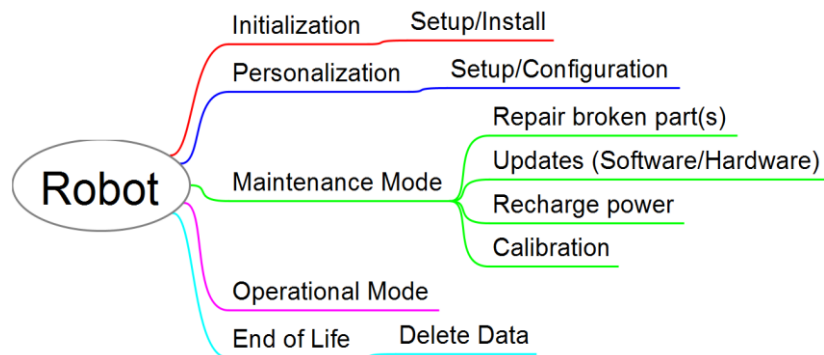 Robot
Initialization
Setup/Install
Personalization
Setup/Configuration
Maintenance Mode
Repair broken part(s)
Updates (Software/Hardware)
Recharge power
Calibration
Operational Mode
End of Life
Delete Data